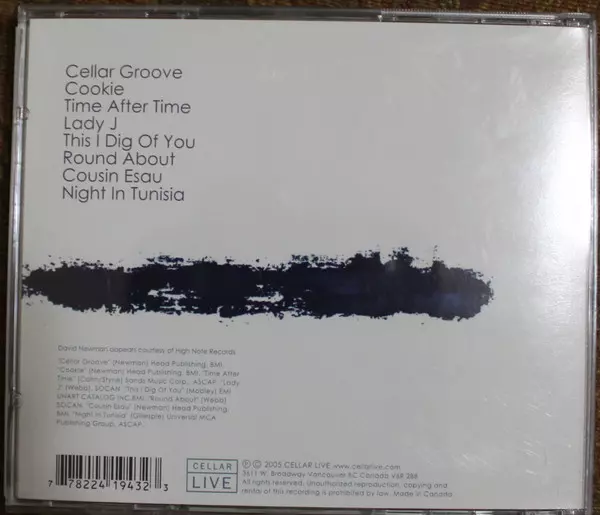 Cellar Groove
Cookie
Time After Time
Lady J
This I Dig Of You
Round About
Cousin Esau
Night In Tunisia
David Newman appears courtesy of High Note Records
"Cellar Groove" (Newman) Head Publishing, BMI
"Cookie" (Newman) Head Publishing, BMI, "Time After
Time" (Cahn/Styne) Sands Music Corp., ASCAP, "Lady
J" (Webb), SOCAN, "This I Dig Of You" (Mobley) EMI
UNART CATALOG INC.BMI, "Round About" (Webb)
SOCAN, "Cousin Esau" (Newman) Head Publishing,
BMI, "Night In Tunisia" (Gillespie) Universal MCA
Publishing Group, ASCAP
7 78224 19432 3
CELLAR
LIVE
℗ © 2005 CELLAR LIVE www.cellarlive.com
3611 W. Broadway Vancouver BC Canada V6R 2B8
All rights reserved. Unauthorized reproduction, copying and
rental of this recording is prohibited by law. Made in Canada